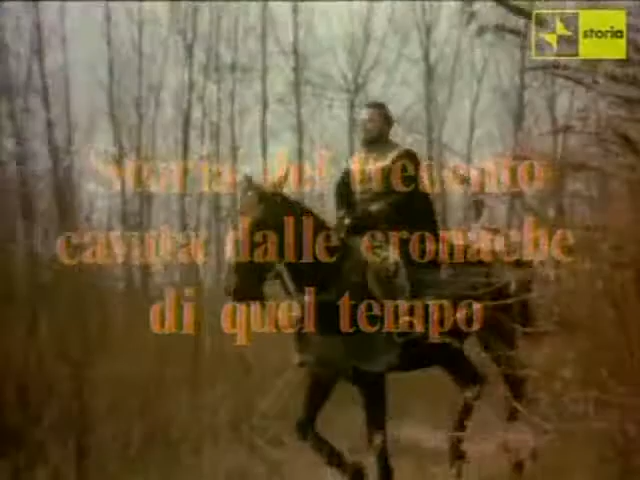 storia
Storia del trecento
cavata dalle cronache
di quel tempo